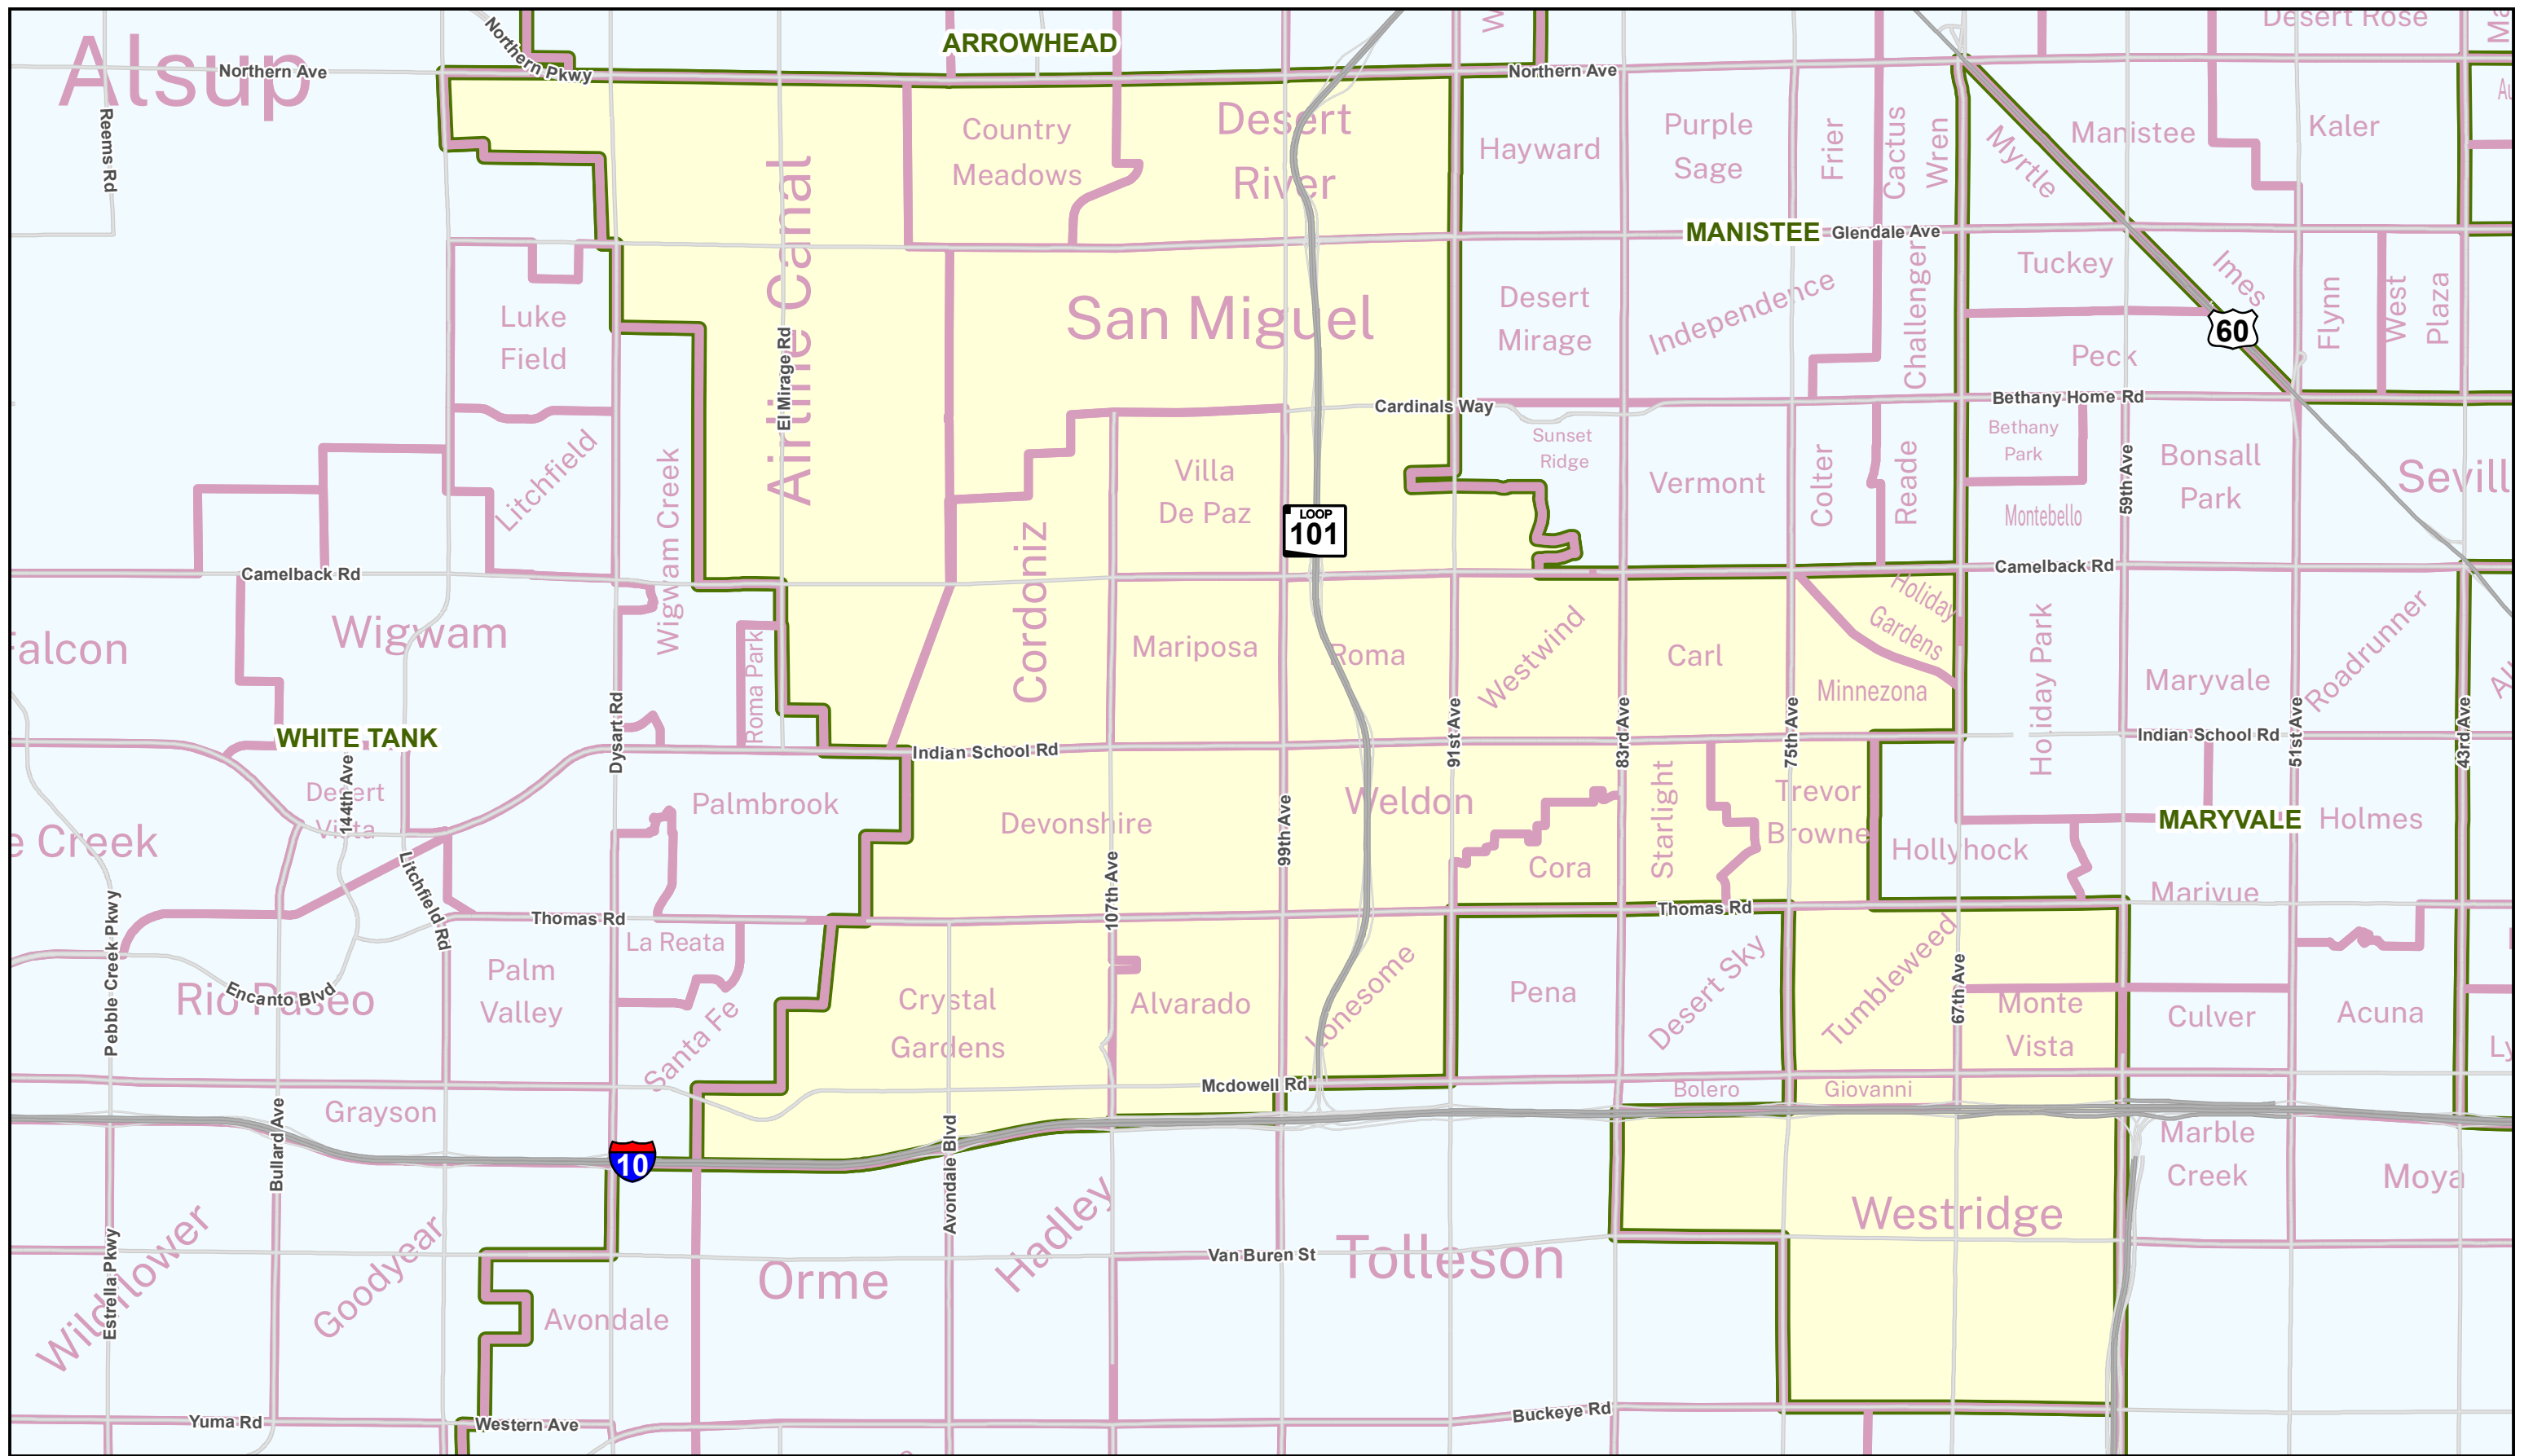 Alsup
Northern Ave
Northern Pkwy
ARROWHEAD
W
Northern Ave
Desert Rose
Ma
Reems Rd
Country
Meadows
Desert
River
Hayward
Purple
Sage
Frier
Cactus
Wren
Myrtle
Manistee
Kaler
Au
MANISTEE
Glendale Ave
Airline Canal
El Mirage Rd
Luke
Field
San Miguel
Desert
Mirage
Independence
Challenger
Tuckey
Imes
60
Flynn
West
Plaza
Peck
Cardinals Way
Bethany Home Rd
Litchfield
Wigwam Creek
Villa
De Paz
Sunset
Ridge
Vermont
Colter
Reade
Bethany
Park
Montebello
59th Ave
Bonsall
Park
Sevill
LOOP
101
Camelback Rd
Camelback Rd
Falcon
Wigwam
Roma Park
Cordoniz
Mariposa
Roma
Westwind
Carl
Holiday
Gardens
Minnezona
Holiday Park
Maryvale
Roadrunner
All
WHITE TANK
Dysart Rd
Indian School Rd
91st Ave
83rd Ave
75th Ave
Indian School Rd
51st Ave
43rd Ave
144th Ave
Desert
Vista
e Creek
Palmbrook
Devonshire
99th Ave
Weldon
Cora
Starlight
Trevor
Browne
Hollyhock
MARYVALE
Holmes
Marivue
Litchfield Rd
Pebble Creek Pkwy
Thomas Rd
La Reata
107th Ave
Thomas Rd
Encanto Blvd
Rio Paseo
Palm
Valley
Santa Fe
Crystal
Gardens
Alvarado
Lonesome
Pena
Desert Sky
Tumbleweed
67th Ave
Monte
Vista
Culver
Acuna
Ly
Mcdowell Rd
Bolero
Giovanni
Grayson
Bullard Ave
10
Avondale Blvd
Marble
Creek
Moya
Wildflower
Estrella Pkwy
Goodyear
Avondale
Orme
Hadley
Van Buren St
Tolleson
Westridge
Yuma Rd
Western Ave
Buckeye Rd